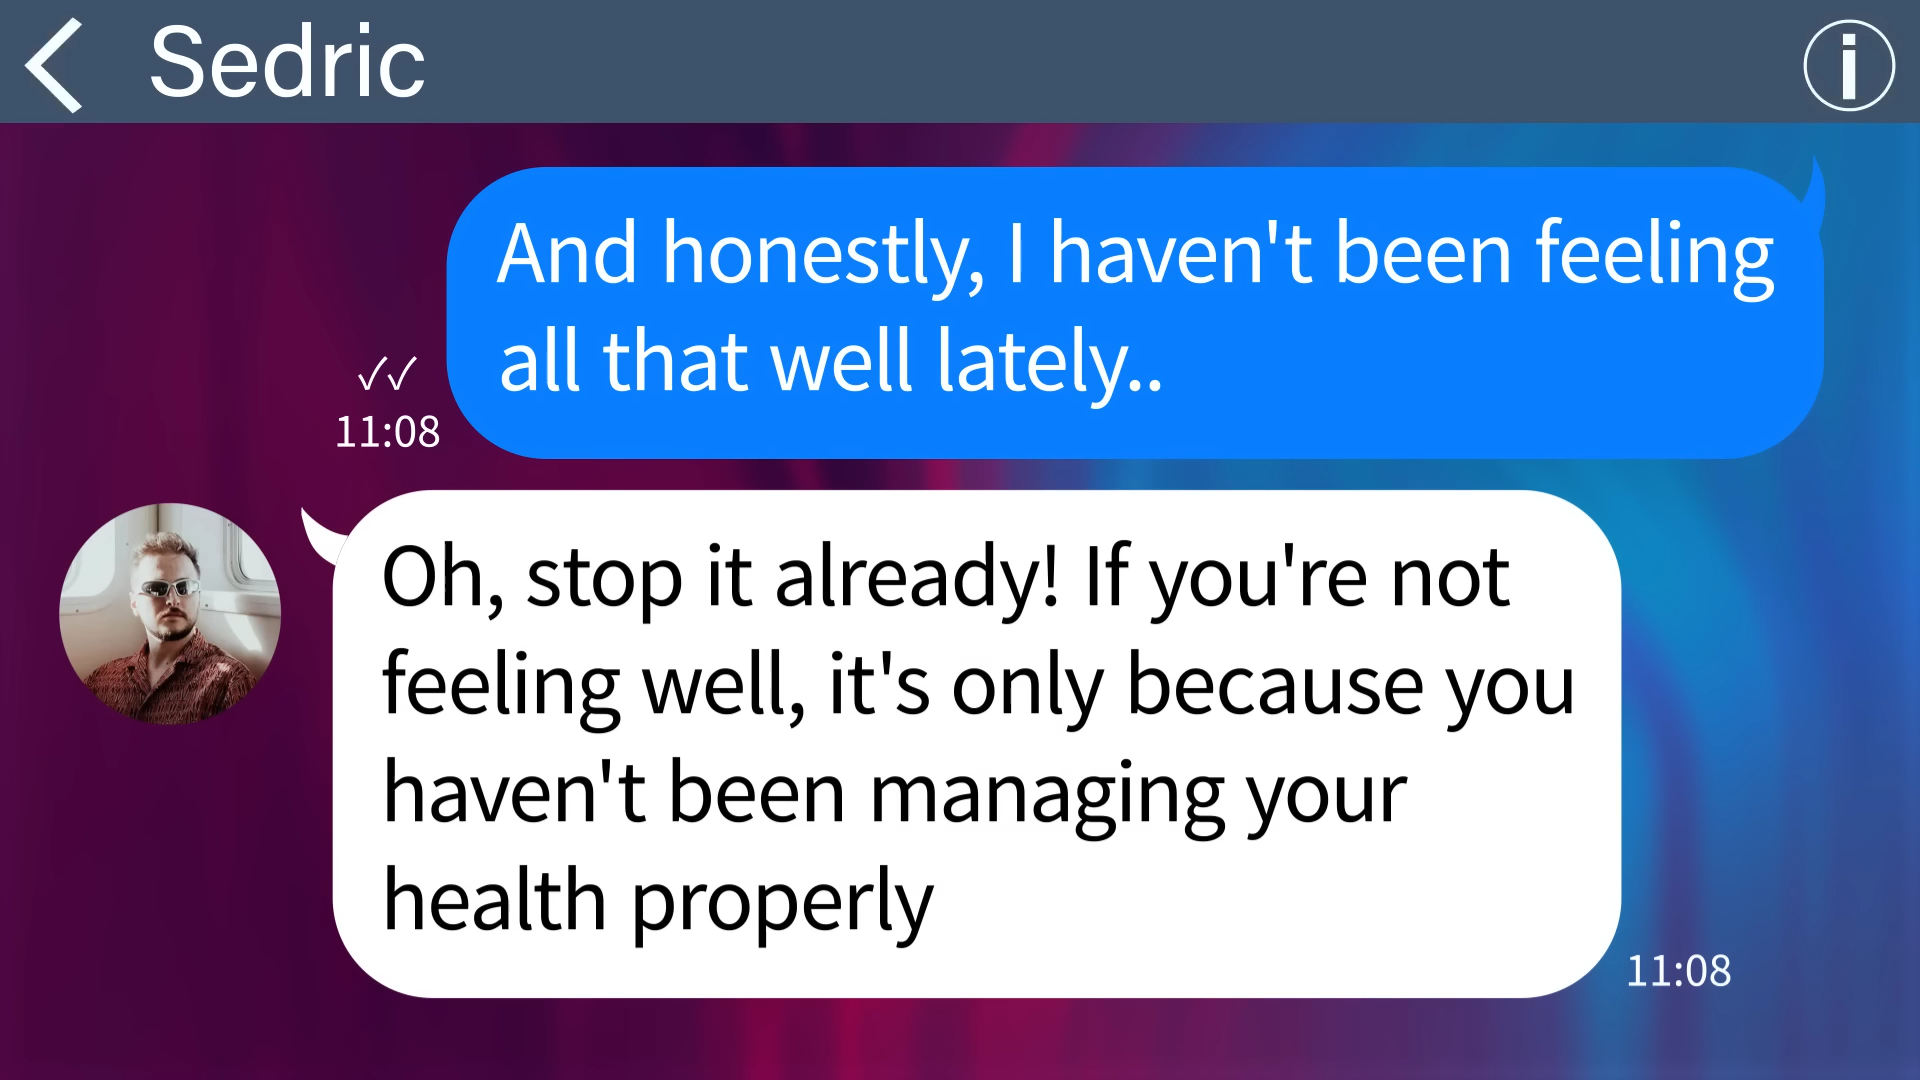 Sedric
And honestly, I haven't been feeling
all that well lately..
✓✓
11:08
Oh, stop it already! If you're not
feeling well, it's only because you
haven't been managing your
health properly
11:08